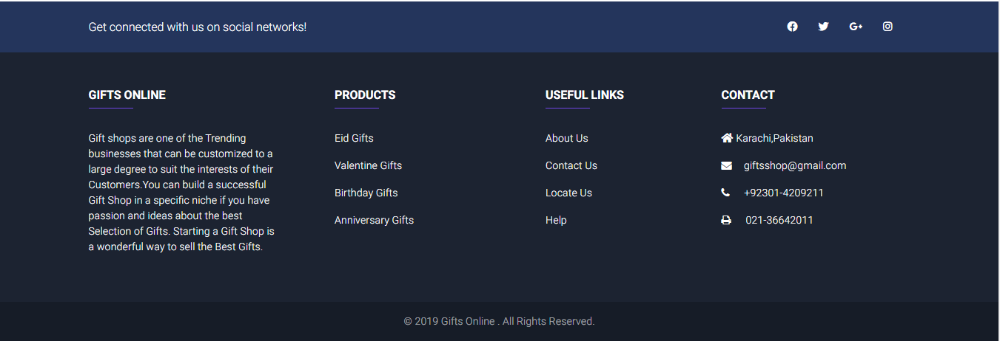 Get connected with us on social networks!
GIFTS ONLINE
Gift shops are one of the Trending
businesses that can be customized to a
large degree to suit the interests of their
Customers.You can build a successful
Gift Shop in a specific niche if you have
passion and ideas about the best
Selection of Gifts. Starting a Gift Shop is
a wonderful way to sell the Best Gifts.
PRODUCTS
Eid Gifts
Valentine Gifts
Birthday Gifts
Anniversary Gifts
USEFUL LINKS
About Us
Contact Us
Locate Us
Help
CONTACT
Karachi,Pakistan
giftsshop@gmail.com
+92301-4209211
021-36642011
© 2019 Gifts Online . All Rights Reserved.